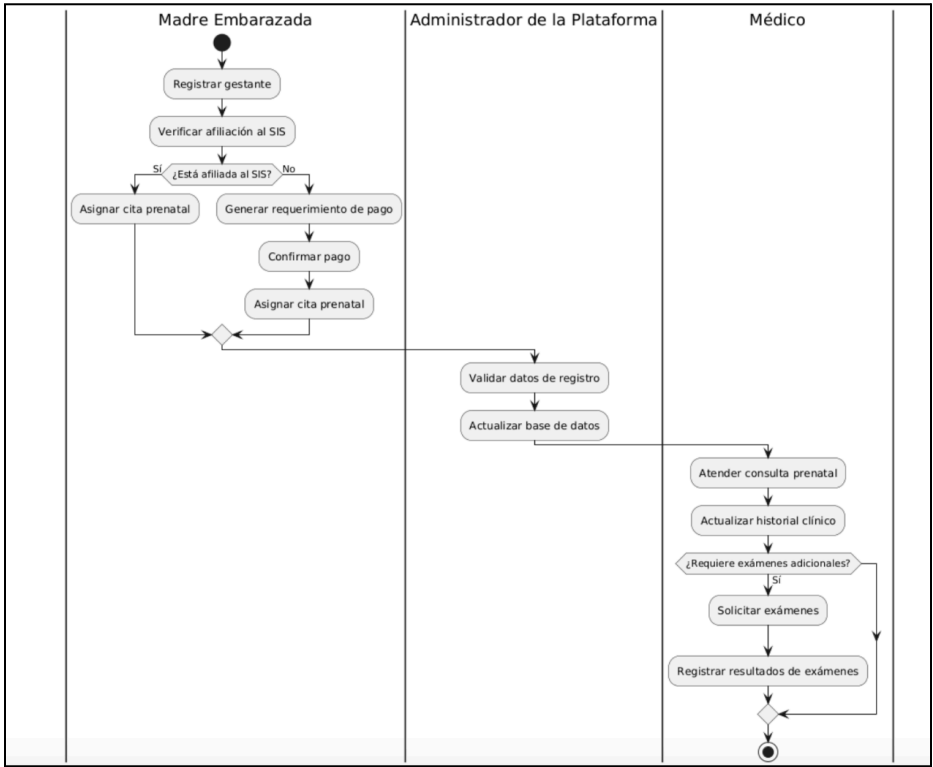 Madre Embarazada
Administrador de la Plataforma
Médico
Registrar gestante
Verificar afiliación al SIS
Sí
¿Está afiliada al SIS?
No
Asignar cita prenatal
Generar requerimiento de pago
Confirmar pago
Asignar cita prenatal
Validar datos de registro
Actualizar base de datos
Atender consulta prenatal
Actualizar historial clínico
¿Requiere exámenes adicionales?
Sí
Solicitar exámenes
Registrar resultados de exámenes